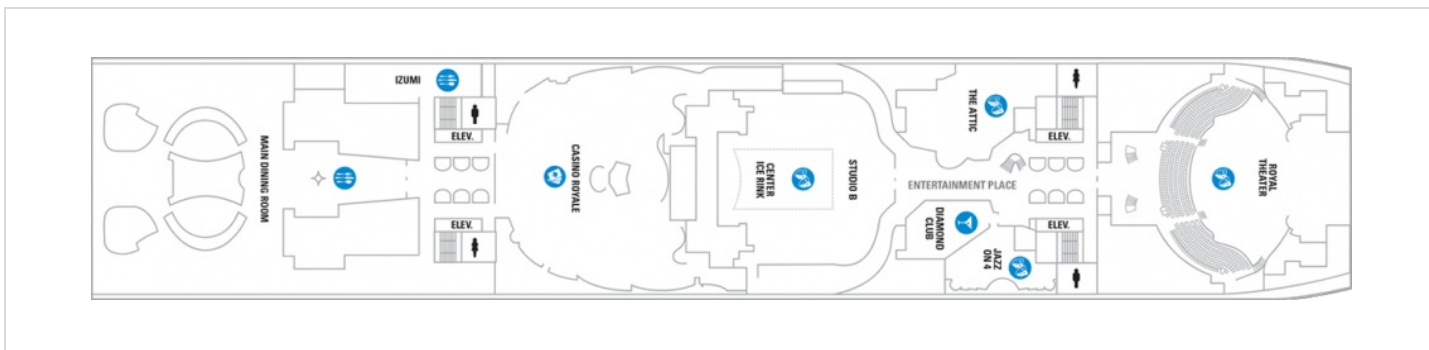 IZUMI
ELEV.
MAIN DINING ROOM
ELEV.
CASINO ROYALE
CENTER
ICE RINK
STUDIO B
THE ATTIC
ENTERTAINMENT PLACE
DIAMOND
CLUB
JAZZ
ON 4
ELEV.
ELEV.
ROYAL
THEATER